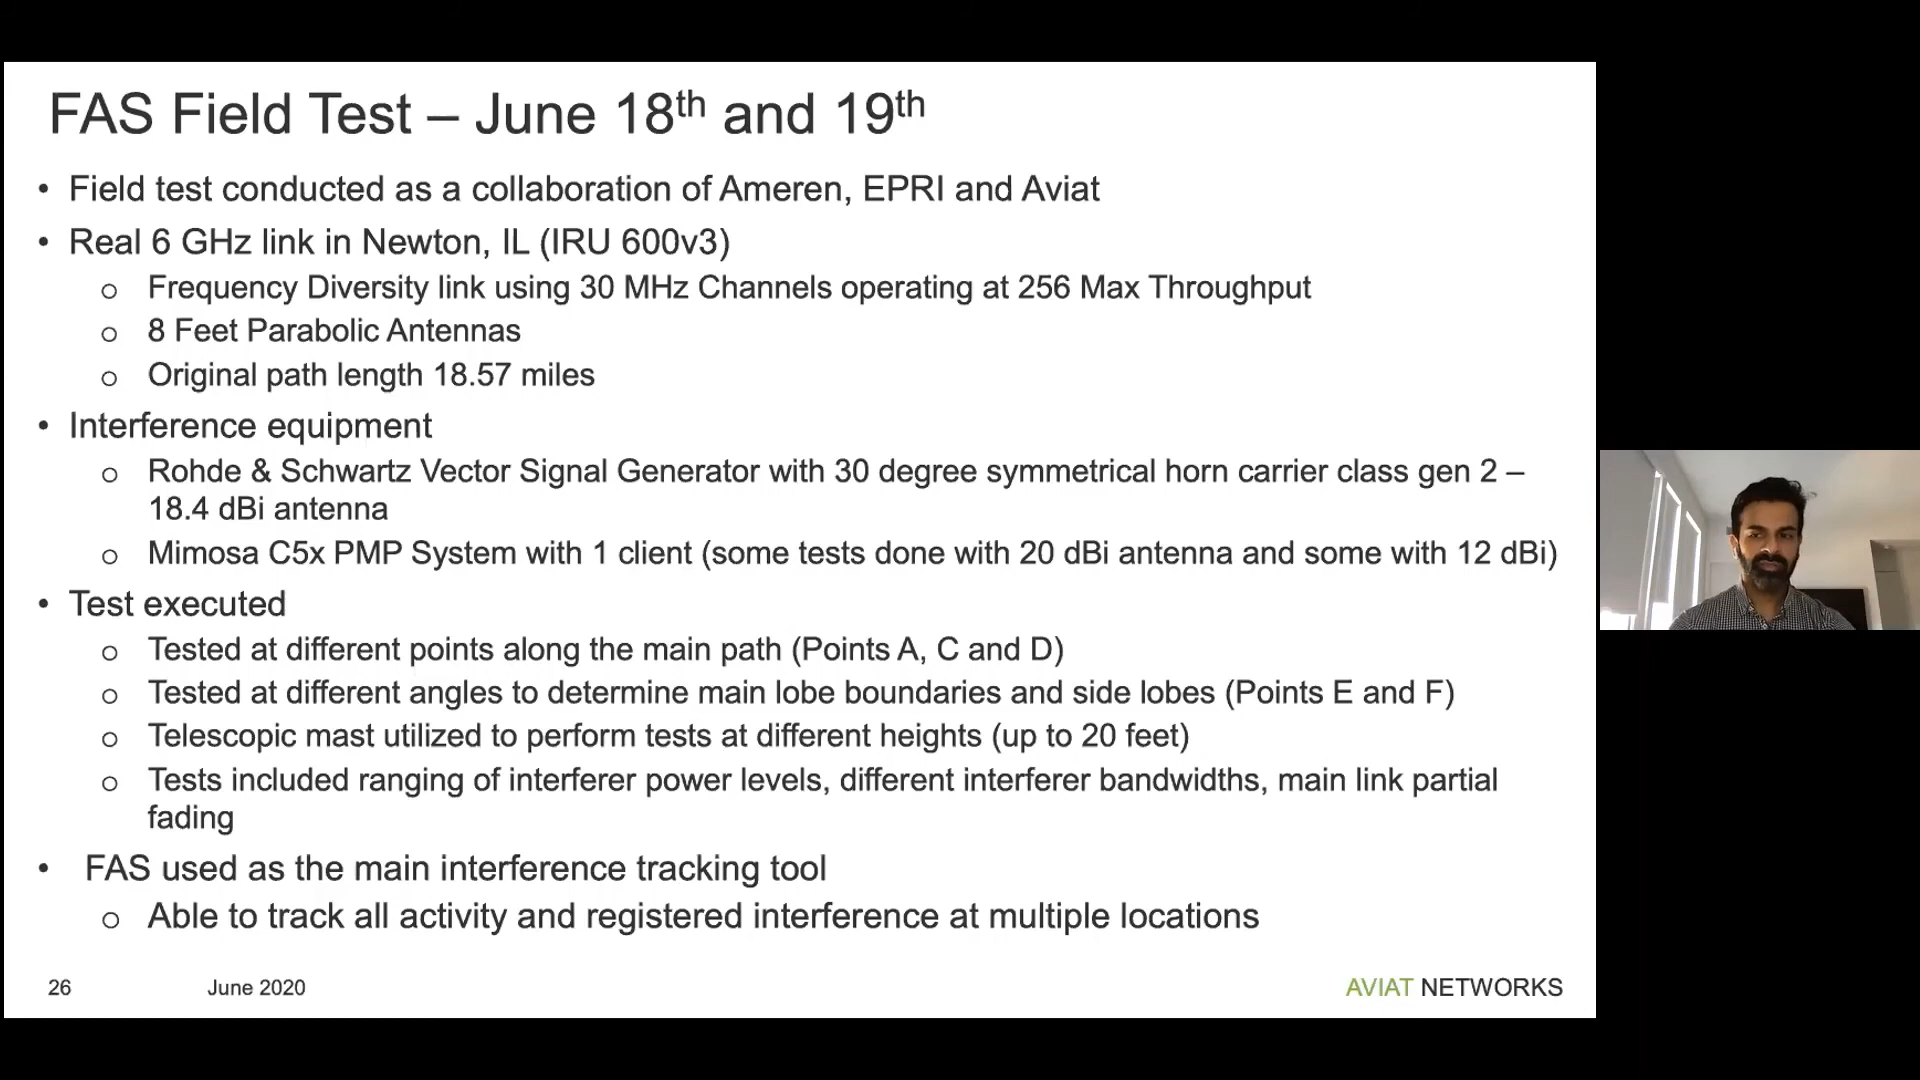 FAS Field Test – June 18th and 19th
• Field test conducted as a collaboration of Ameren, EPRI and Aviat
• Real 6 GHz link in Newton, IL (IRU 600v3)
o Frequency Diversity link using 30 MHz Channels operating at 256 Max Throughput
o 8 Feet Parabolic Antennas
o Original path length 18.57 miles
• Interference equipment
o Rohde & Schwartz Vector Signal Generator with 30 degree symmetrical horn carrier class gen 2 –
18.4 dBi antenna
o Mimosa C5x PMP System with 1 client (some tests done with 20 dBi antenna and some with 12 dBi)
• Test executed
o Tested at different points along the main path (Points A, C and D)
o Tested at different angles to determine main lobe boundaries and side lobes (Points E and F)
o Telescopic mast utilized to perform tests at different heights (up to 20 feet)
o Tests included ranging of interferer power levels, different interferer bandwidths, main link partial
fading
• FAS used as the main interference tracking tool
o Able to track all activity and registered interference at multiple locations
26 June 2020 AVIAT NETWORKS